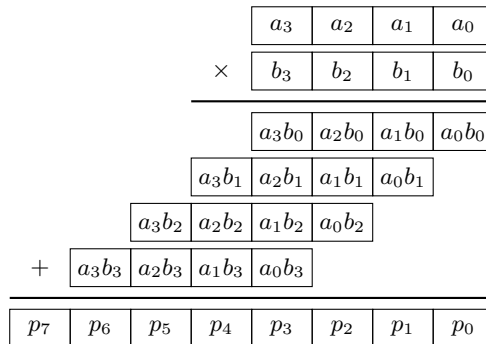 a₃ a₂ a₁ a₀
× b₃ b₂ b₁ b₀
a₃b₀ a₂b₀ a₁b₀ a₀b₀
a₃b₁ a₂b₁ a₁b₁ a₀b₁
a₃b₂ a₂b₂ a₁b₂ a₀b₂
+ a₃b₃ a₂b₃ a₁b₃ a₀b₃
p₇ p₆ p₅ p₄ p₃ p₂ p₁ p₀